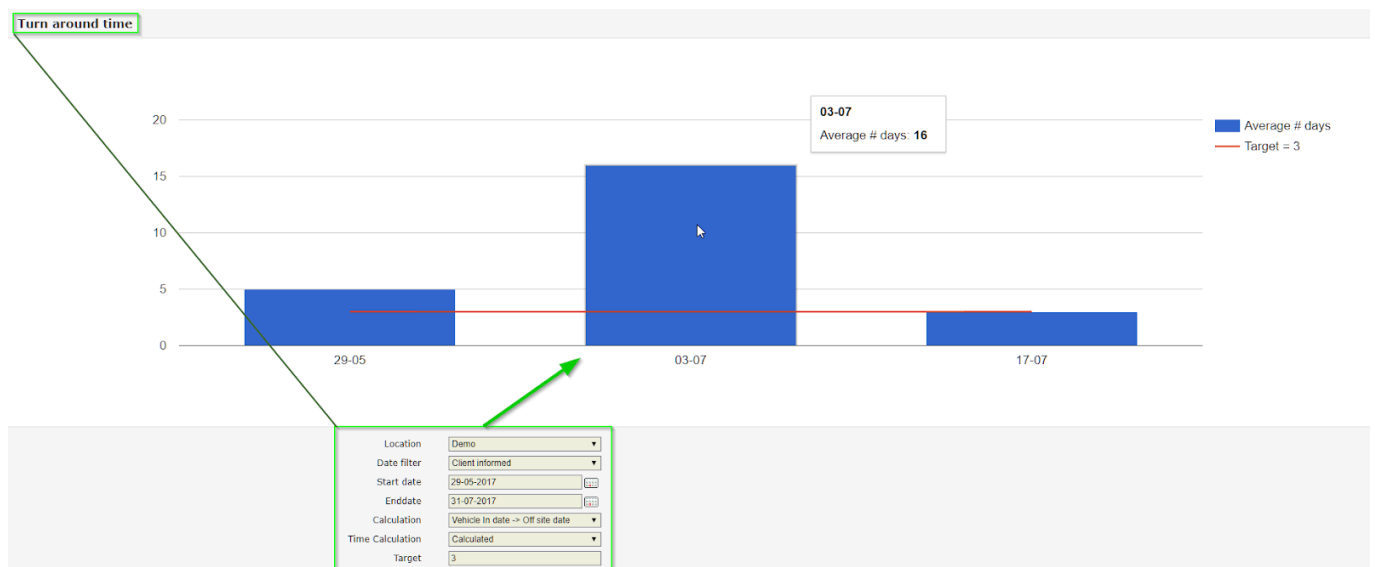 Turn around time
20
15
10
5
0
03-07
Average # days: 16
Average # days
Target = 3
29-05
03-07
17-07
Location Demo
Date filter Client informed
Start date 29-05-2017
Enddate 31-07-2017
Calculation Vehicle In date -> Off site date
Time Calculation Calculated
Target 3